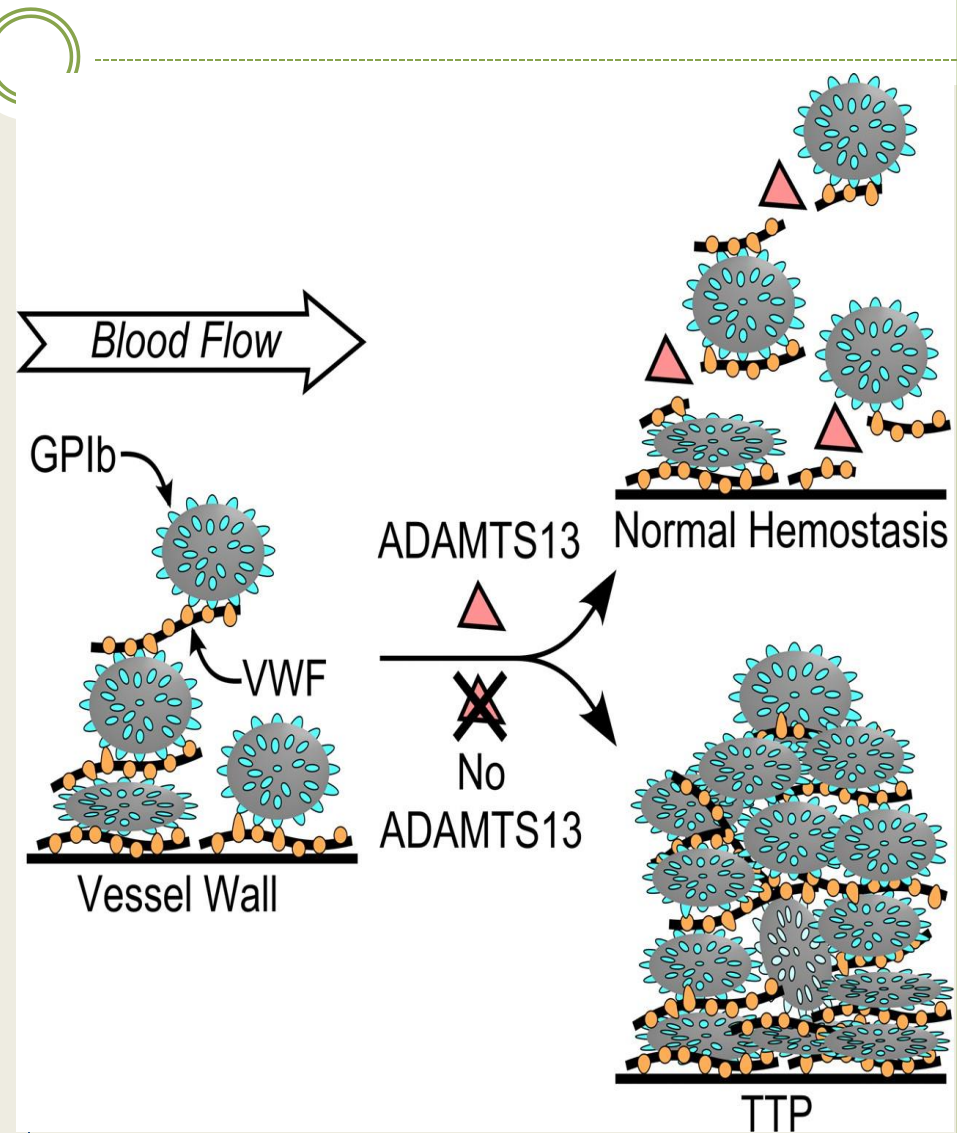 Blood Flow
GPIb
ADAMTS13
Normal Hemostasis
VWF
No
ADAMTS13
Vessel Wall
TTP